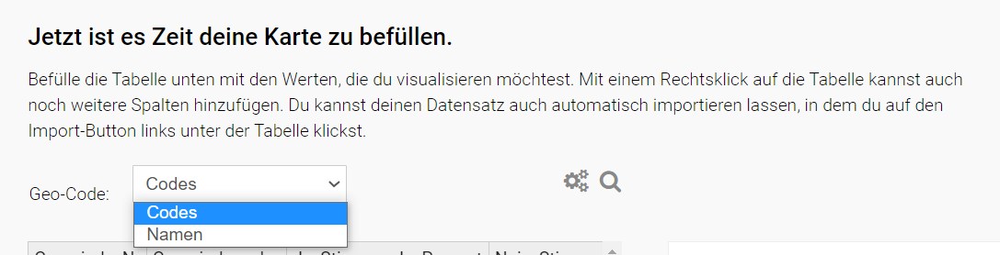 Jetzt ist es Zeit deine Karte zu befüllen.
Befülle die Tabelle unten mit den Werten, die du visualisieren möchtest. Mit einem Rechtsklick auf die Tabelle kannst auch
noch weitere Spalten hinzufügen. Du kannst deinen Datensatz auch automatisch importieren lassen, in dem du auf den
Import-Button links unter der Tabelle klickst.
Geo-Code:
Codes
Codes
Namen